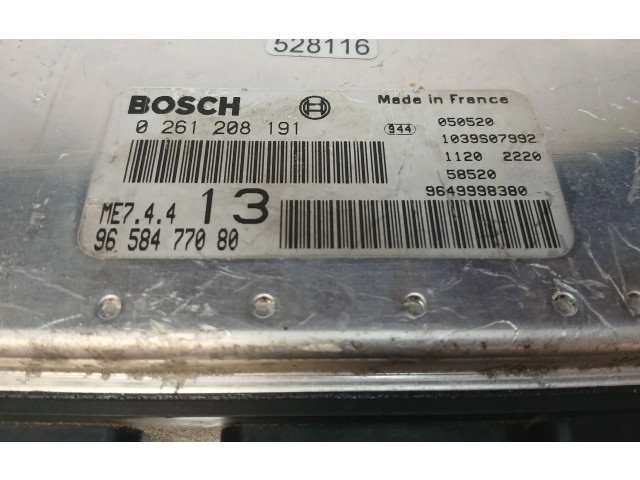 528116
BOSCH
Made in France
0 261 208 191
944
050520
1039S07992
1120 2220
58520
9649998380
ME7.4.4 13
96 584 770 80